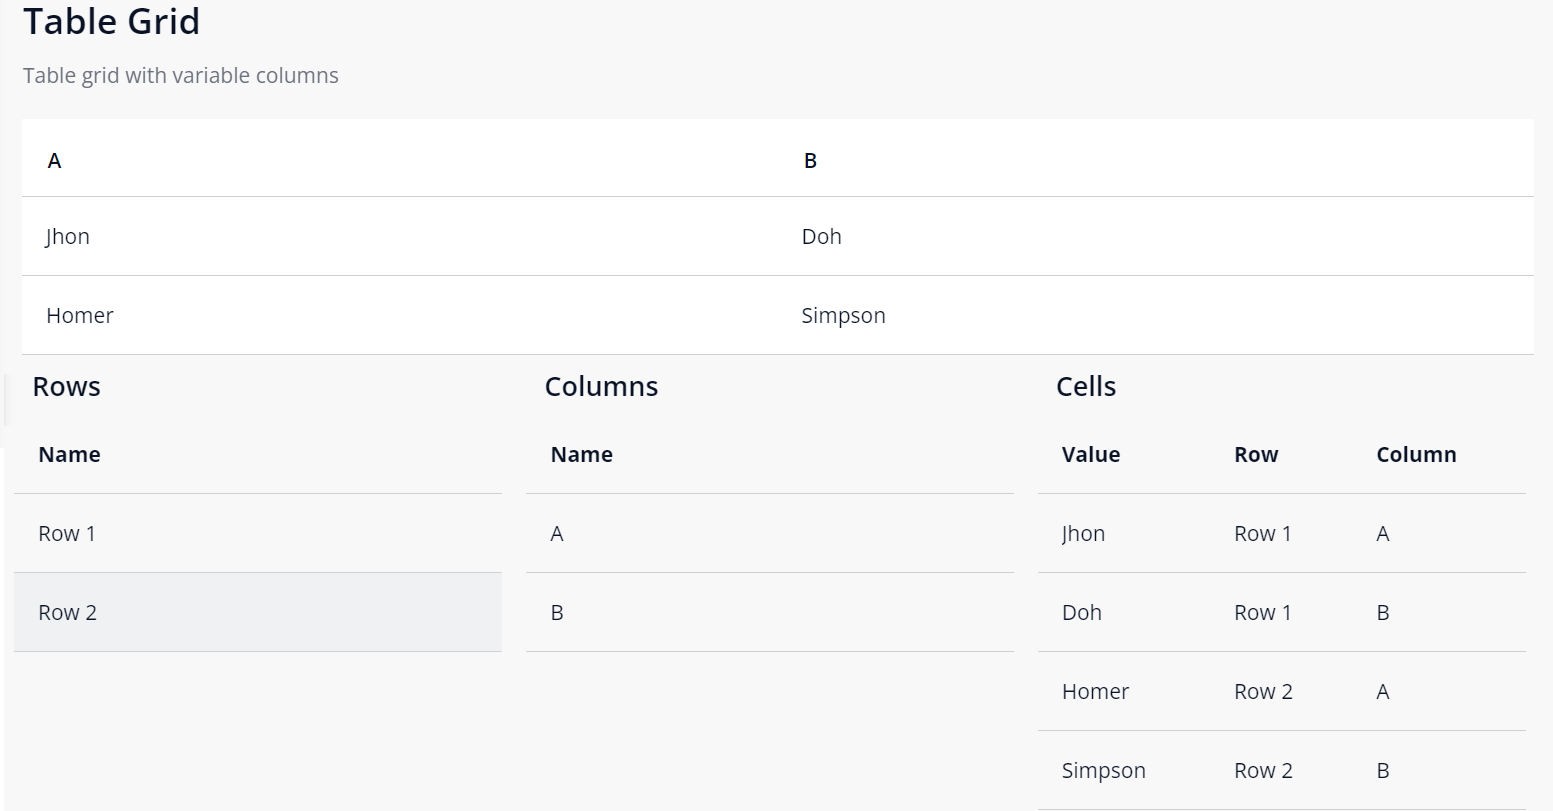 Table Grid
Table grid with variable columns
A B
Jhon Doh
Homer Simpson
Rows Columns Cells
Name Name Value Row Column
Row 1 A Jhon Row 1 A
Row 2 B Doh Row 1 B
Homer Row 2 A
Simpson Row 2 B